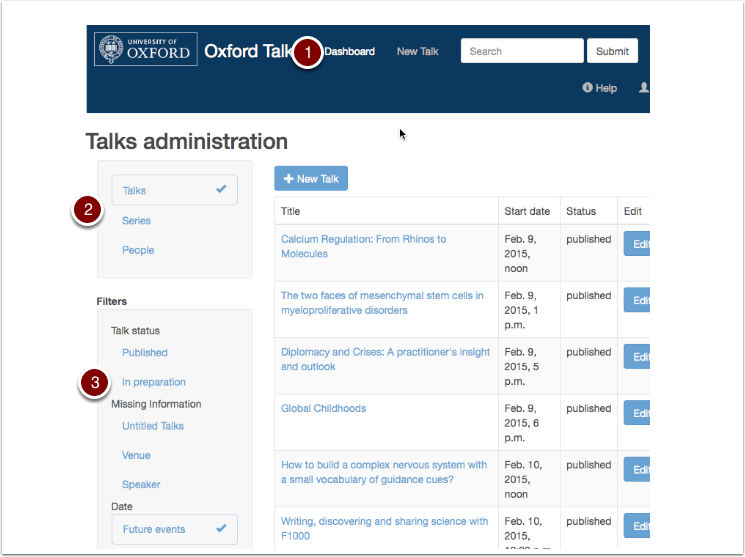 UNIVERSITY OF
OXFORD
Oxford Talk
1
Dashboard
New Talk
Search
Submit
Help
Talks administration
2
Talks
Series
People
Filters
Talk status
Published
3
In preparation
Missing Information
Untitled Talks
Venue
Speaker
Date
Future events
New Talk
Title Start date Status Edit
Calcium Regulation: From Rhinos to
Molecules
Feb. 9,
2015,
noon
published
Edit
The two faces of mesenchymal stem cells in
myeloproliferative disorders
Feb. 9,
2015, 1
p.m.
published
Edit
Diplomacy and Crises: A practitioner's insight
and outlook
Feb. 9,
2015, 5
p.m.
published
Edit
Global Childhoods
Feb. 9,
2015, 6
p.m.
published
Edit
How to build a complex nervous system with
a small vocabulary of guidance cues?
Feb. 10,
2015,
noon
published
Edit
Writing, discovering and sharing science with
F1000
Feb. 10,
2015,
published
Edit